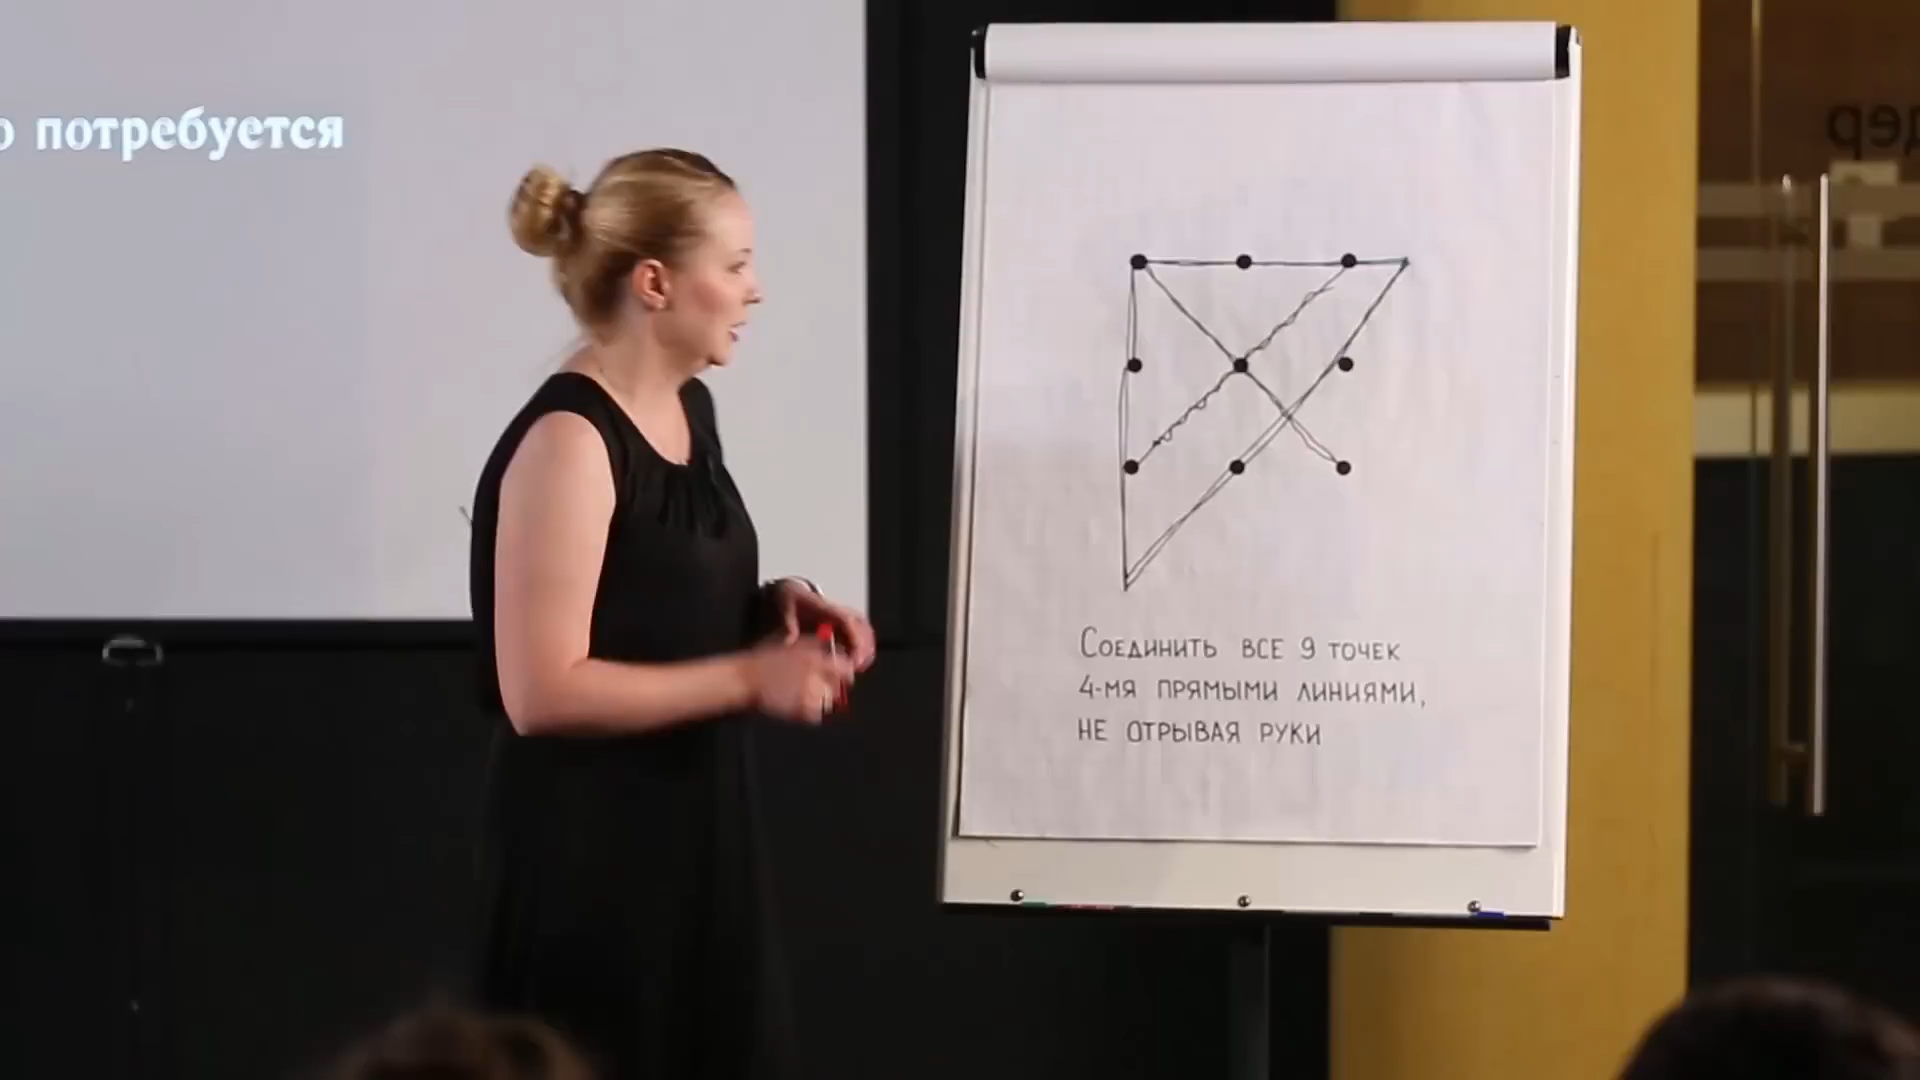 потребуется
Соединить все 9 точек
4-мя прямыми линиями,
не отрывая руки